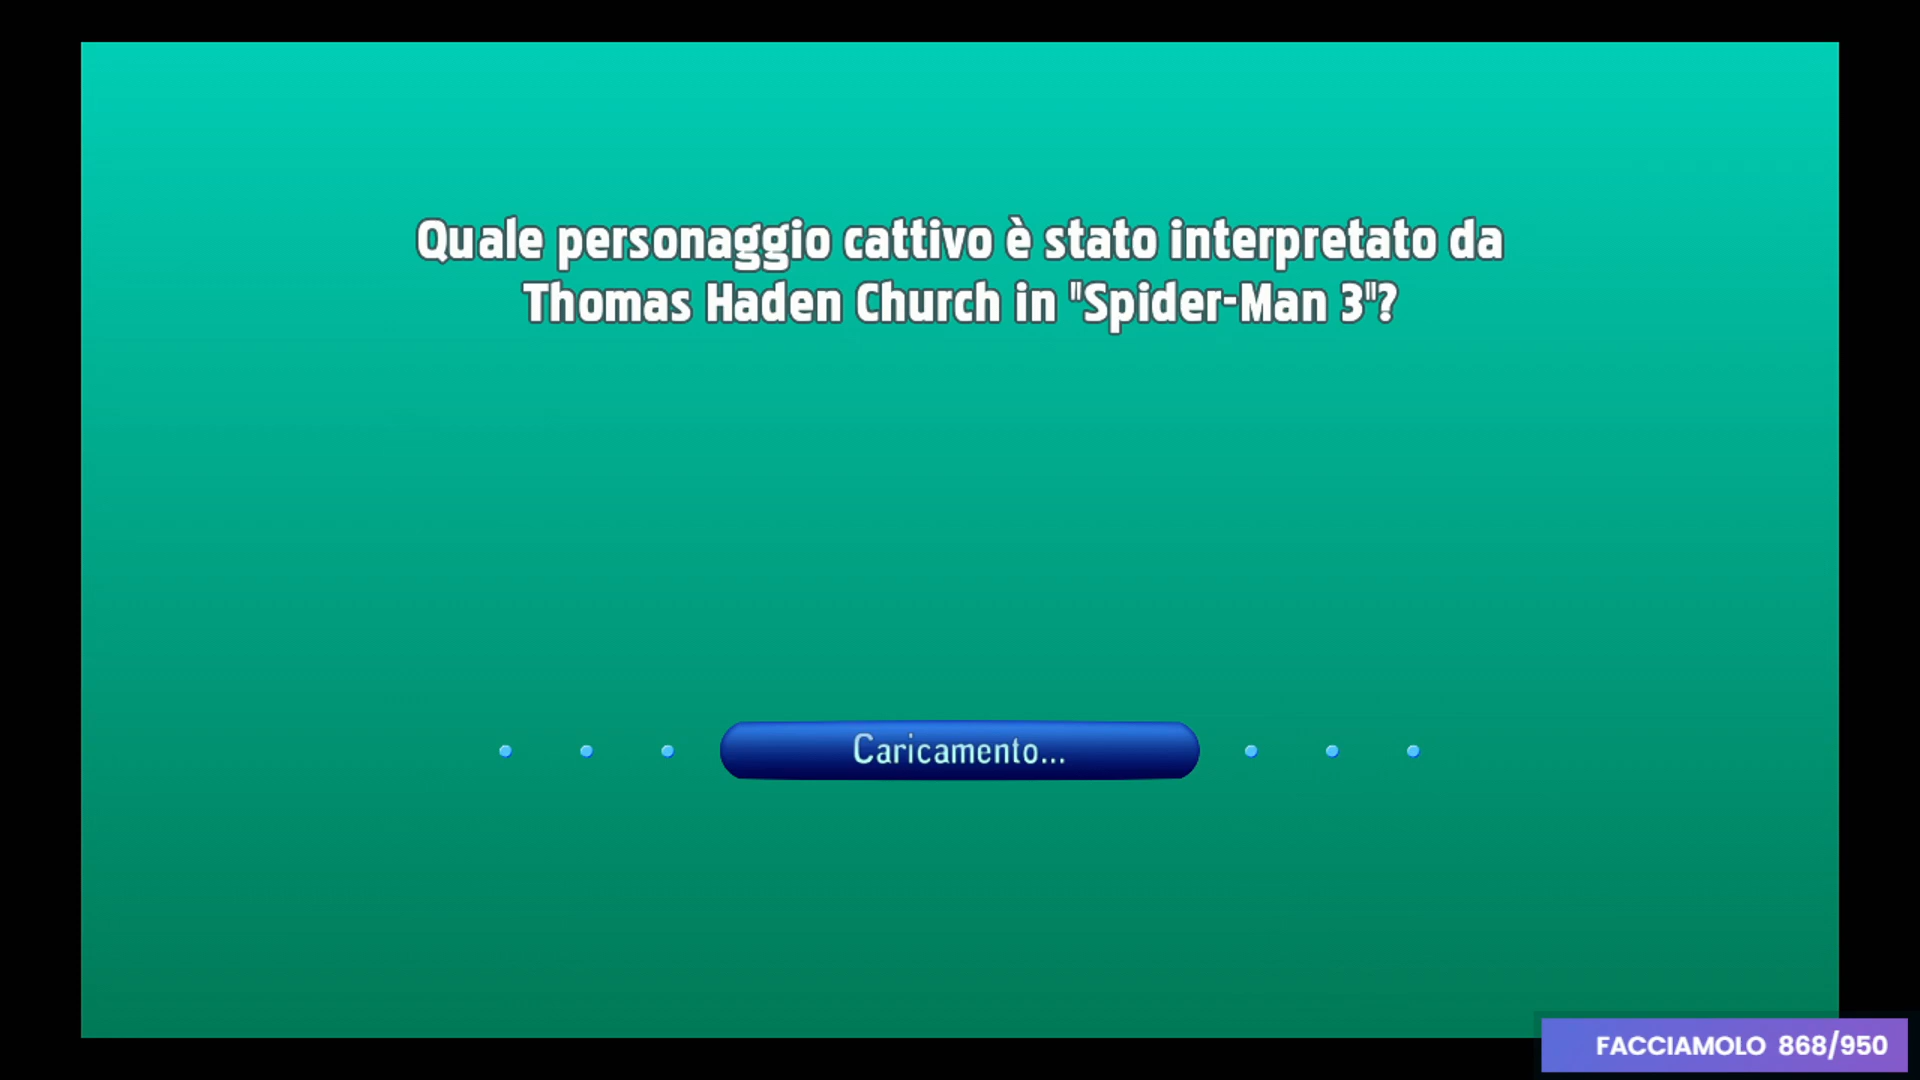 Quale personaggio cattivo è stato interpretato da
Thomas Haden Church in "Spider-Man 3"?
Caricamento...
FACCIAMOLO 868/950